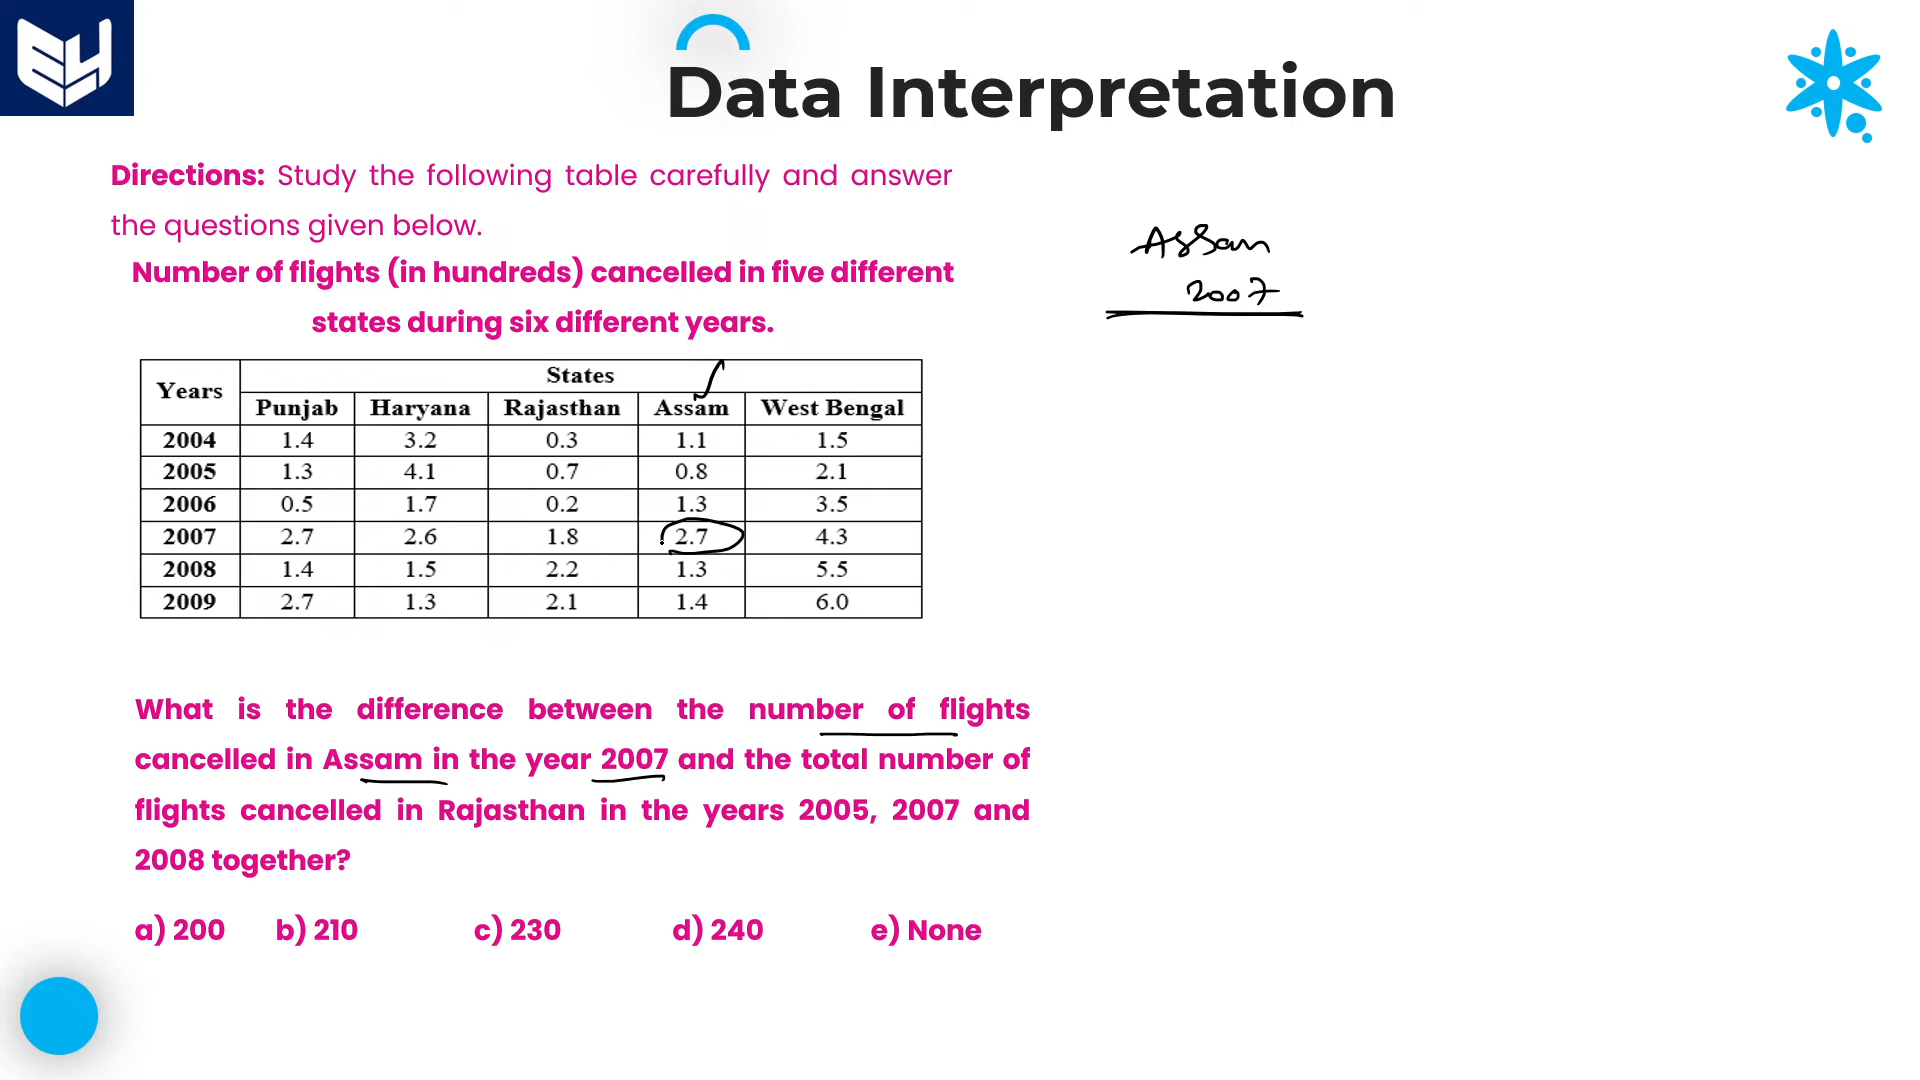 Data Interpretation
Directions: Study the following table carefully and answer
the questions given below.
Number of flights (in hundreds) cancelled in five different
states during six different years.
Years States
Punjab Haryana Rajasthan Assam West Bengal
2004 1.4 3.2 0.3 1.1 1.5
2005 1.3 4.1 0.7 0.8 2.1
2006 0.5 1.7 0.2 1.3 3.5
2007 2.7 2.6 1.8 2.7 4.3
2008 1.4 1.5 2.2 1.3 5.5
2009 2.7 1.3 2.1 1.4 6.0
Assam
2007
What is the difference between the number of flights
cancelled in Assam in the year 2007 and the total number of
flights cancelled in Rajasthan in the years 2005, 2007 and
2008 together?
a) 200 b) 210 c) 230 d) 240 e) None